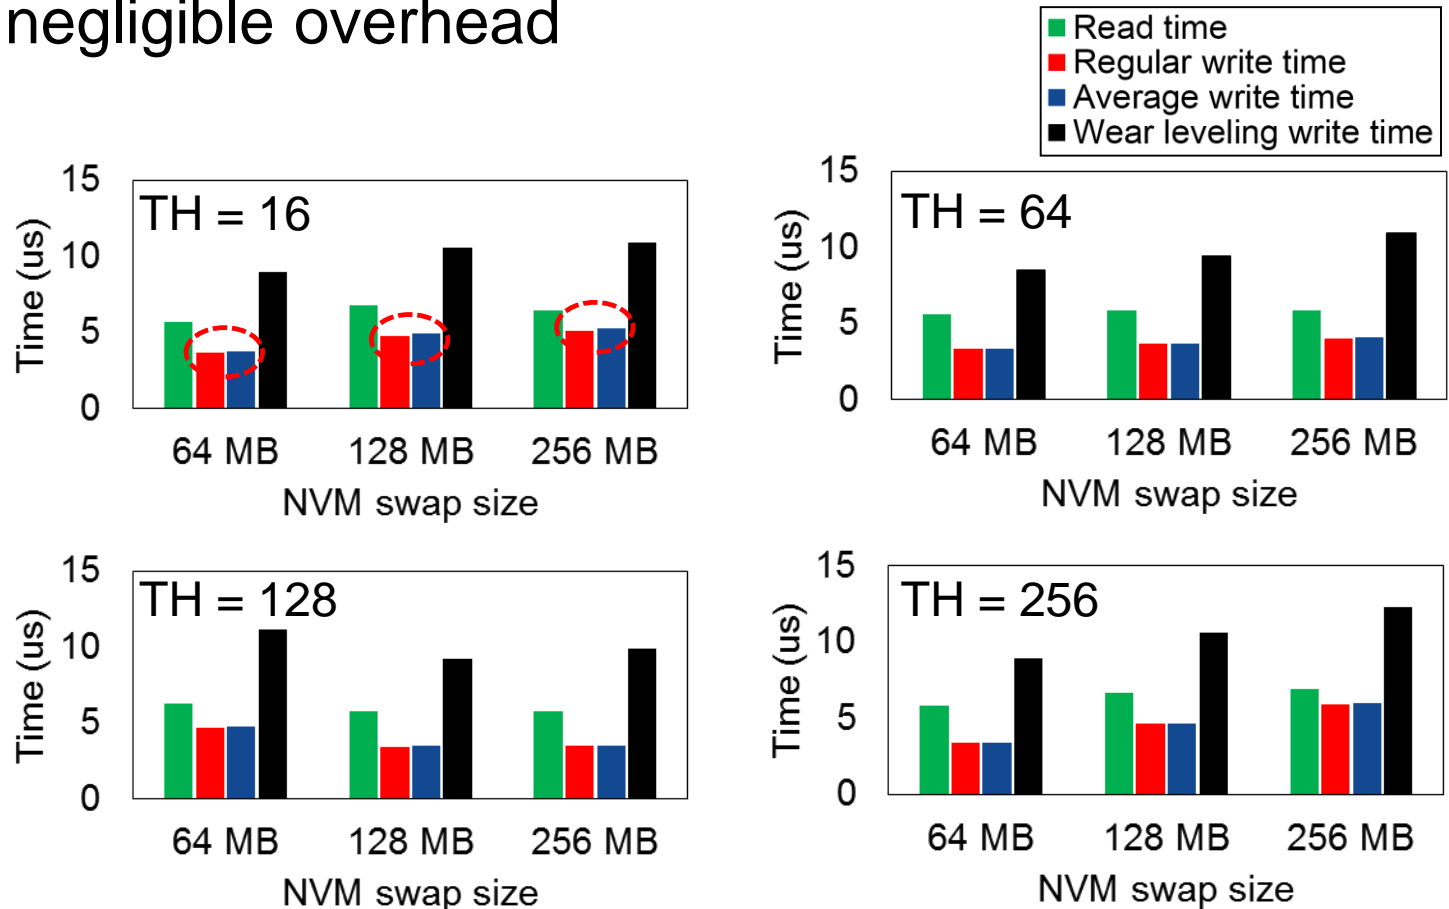 negligible overhead
Read time
Regular write time
Average write time
Wear leveling write time
TH = 16
Time (us)
15
10
5
0
64 MB 128 MB 256 MB
NVM swap size
TH = 64
Time (us)
15
10
5
0
64 MB 128 MB 256 MB
NVM swap size
TH = 128
Time (us)
15
10
5
0
64 MB 128 MB 256 MB
NVM swap size
TH = 256
Time (us)
15
10
5
0
64 MB 128 MB 256 MB
NVM swap size